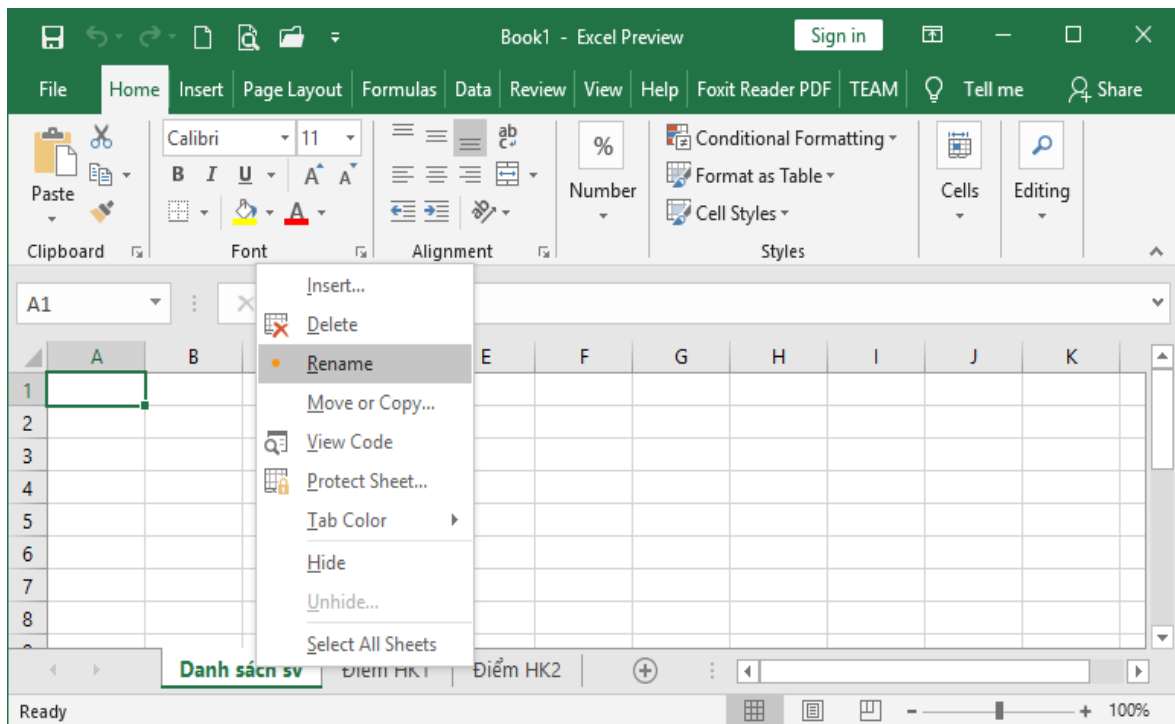 Book1 - Excel Preview Sign in
File Home Insert Page Layout Formulas Data Review View Help Foxit Reader PDF TEAM Tell me Share
Calibri 11
ab
c
%
Conditional Formatting
B I U A A
Format as Table
Paste
Number
Cells Editing
A
Cell Styles
Clipboard Font Alignment Styles
A1
Insert...
Delete
Rename
Move or Copy...
View Code
Protect Sheet...
Tab Color
Hide
Unhide...
Select All Sheets
A B E F G H I J K
1
2
3
4
5
6
7
8
Danh sách sv Điểm HK1 Điểm HK2
Ready 100%